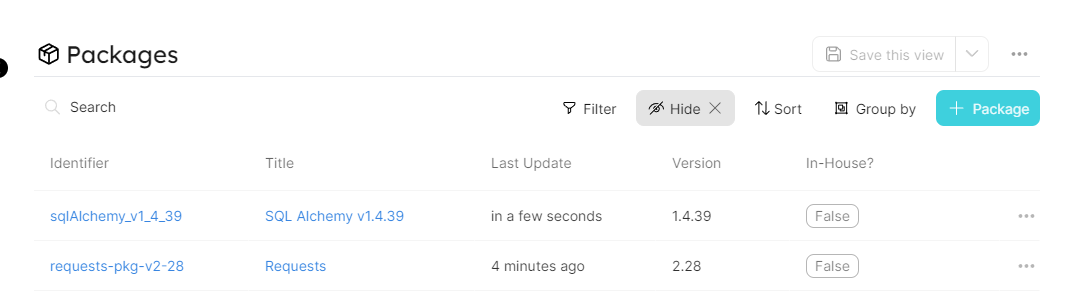 Packages
Save this view
Search
Filter
Hide
Sort
Group by
Package
Identifier Title Last Update Version In-House?
sqlAlchemy_v1_4_39 SQL Alchemy v1.4.39 in a few seconds 1.4.39 False
requests-pkg-v2-28 Requests 4 minutes ago 2.28 False